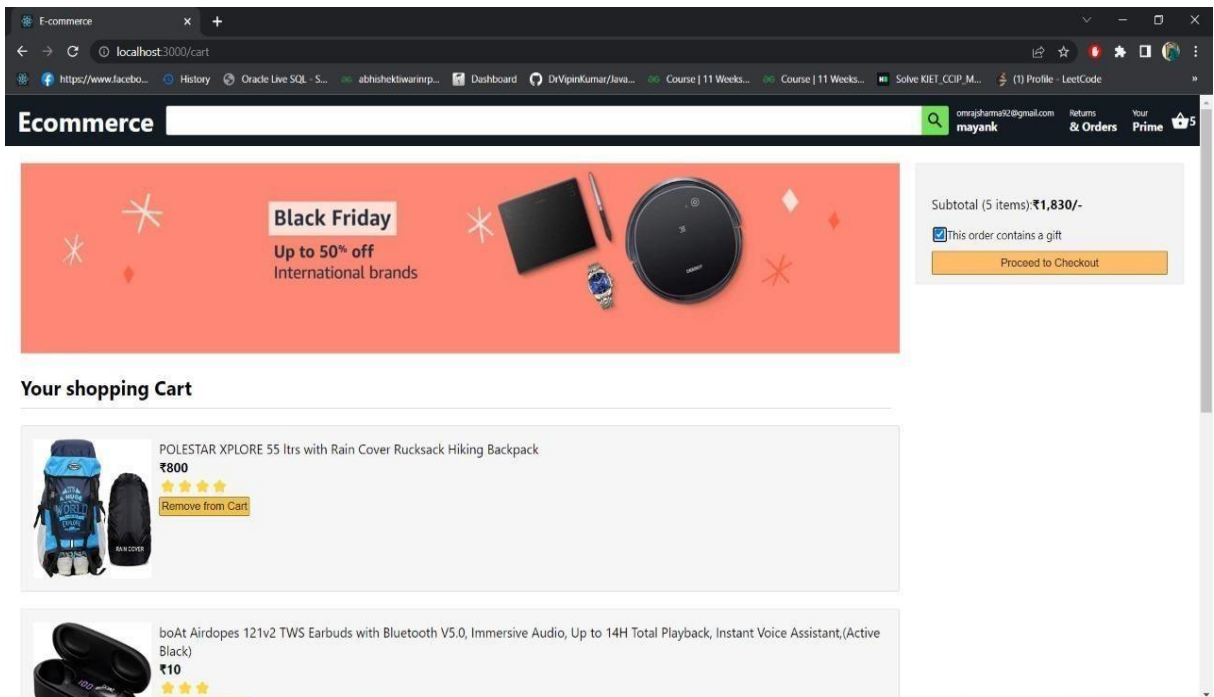 E-commerce
localhost:3000/cart
https://www.facebo... History Oracle Live SQL - S... abhishektiwarinrp... Dashboard DrVipinKumar/Java... Course | 11 Weeks... Course | 11 Weeks... Solve KIET_CCIP_M... (1) Profile - LeetCode »
Ecommerce
omrajsharma92@gmail.com
mayank
Returns
& Orders
Your
Prime
5
Black Friday
Up to 50% off
International brands
Subtotal (5 items):₹1,830/-
This order contains a gift
Proceed to Checkout
Your shopping Cart
POLESTAR XPLORE 55 ltrs with Rain Cover Rucksack Hiking Backpack
₹800
Remove from Cart
WORLD
EXPLORE
RAIN COVER
boAt Airdopes 121v2 TWS Earbuds with Bluetooth V5.0, Immersive Audio, Up to 14H Total Playback, Instant Voice Assistant,(Active
Black)
₹10